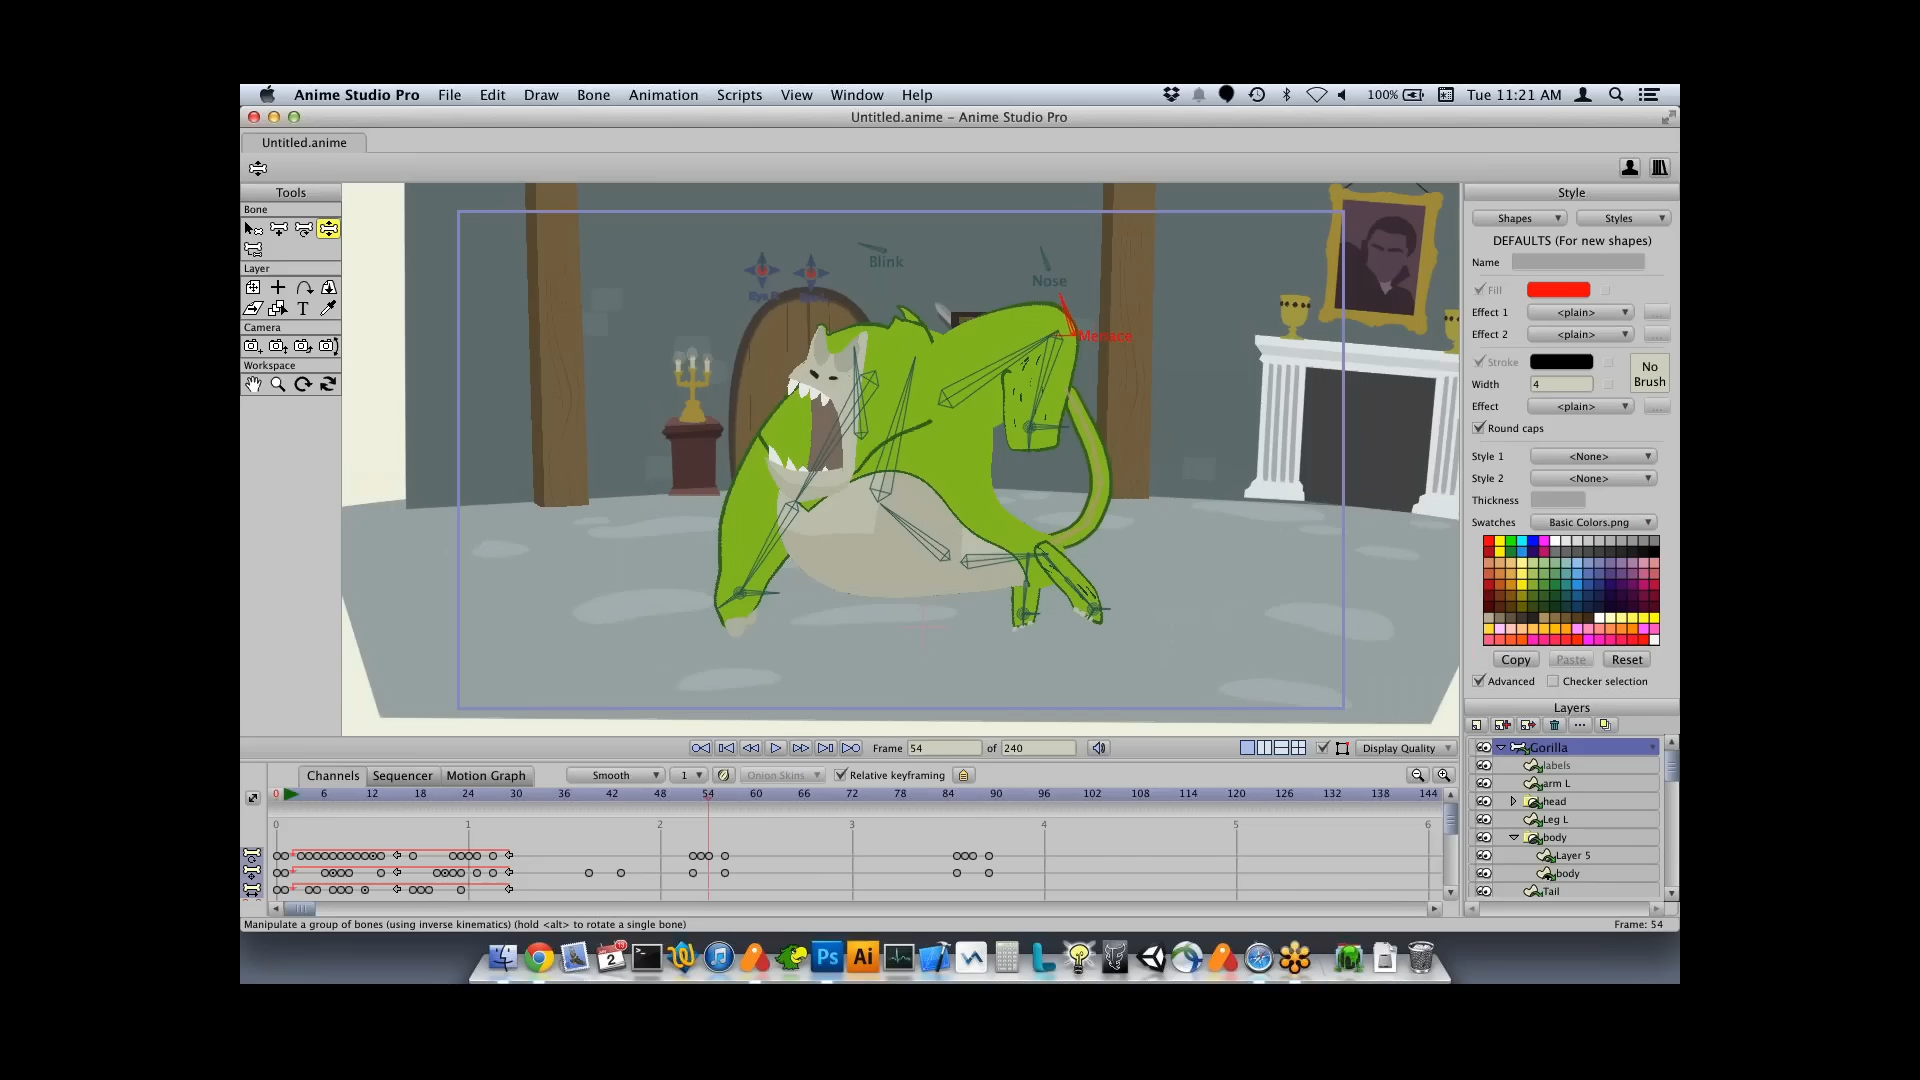 Anime Studio Pro File Edit Draw Bone Animation Scripts View Window Help 100% Tue 11:21 AM
Untitled.anime – Anime Studio Pro
Untitled.anime
Tools
Bone
Layer
T
Camera
Workspace
Blink
Nose
Menace
Style
Shapes Styles
DEFAULTS (For new shapes)
Name
Fill
Effect 1 <plain>
Effect 2 <plain>
Stroke
No
Brush
Width 4
Effect <plain>
Round caps
Style 1 <None>
Style 2 <None>
Thickness
Swatches Basic Colors.png
Copy Paste Reset
Advanced Checker selection
Layers
Gorilla
labels
arm L
head
Leg L
body
Layer 5
body
Tail
Frame 54 of 240 Display Quality
Channels Sequencer Motion Graph Smooth 1 Onion Skins Relative keyframing
0 6 12 18 24 30 36 42 48 54 60 66 72 78 84 90 96 102 108 114 120 126 132 138 144
0 1 2 3 4 5 6
Manipulate a group of bones (using inverse kinematics) (hold <alt> to rotate a single bone) Frame: 54
2 Ps Ai